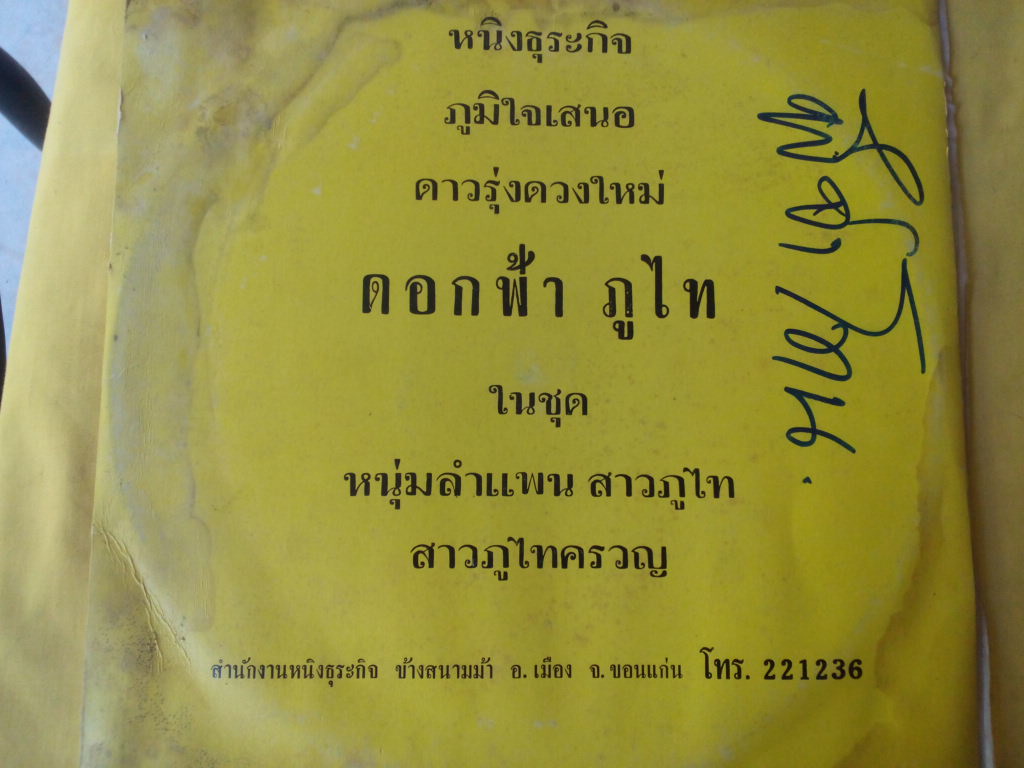 หนิงธุระกิจ
ภูมิใจเสนอ
ดาวรุ่งดวงใหม่
ดอกฟ้า ภูไท
ในชุด
หนุ่มลำแพน สาวภูไท
สาวภูไทครวญ
สำนักงานหนิงธุระกิจ ข้างสนามม้า อ. เมือง จ. ขอนแก่น โทร. 221236